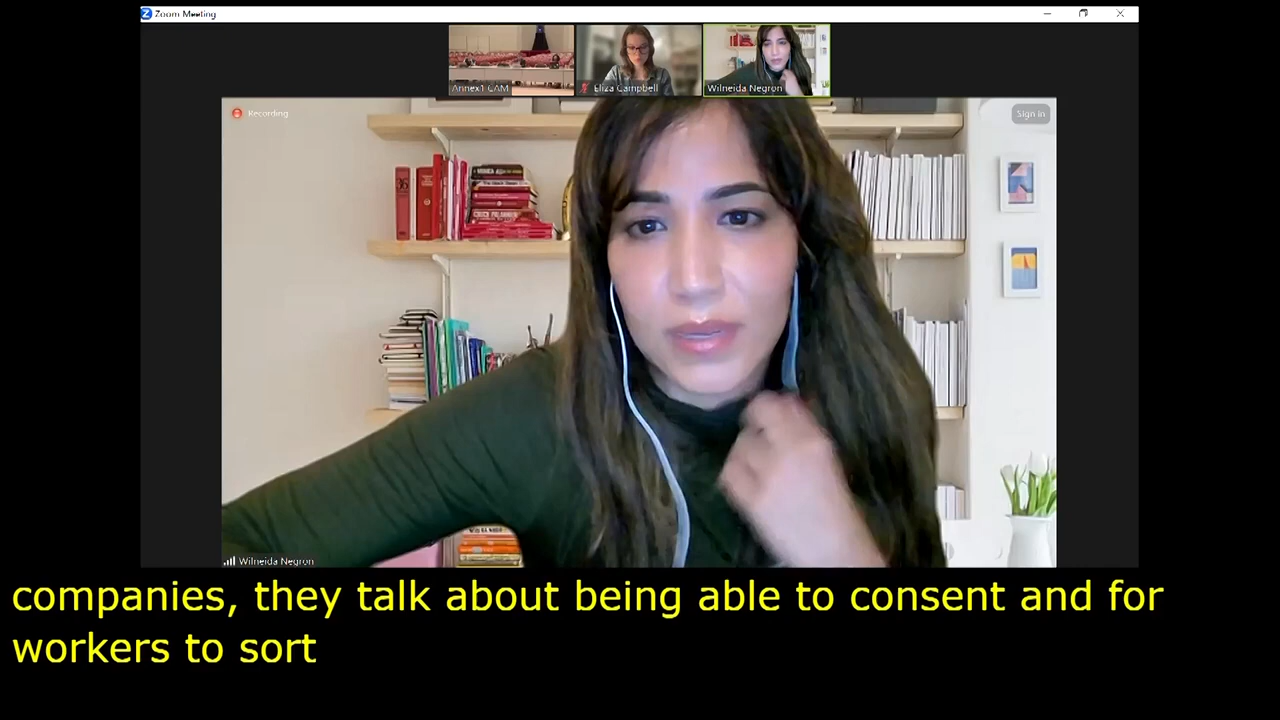 Zoom Meeting
Annex1 CAM
Eliza Campbell
Wilneida Negron
Recording
Sign in
Wilneida Negron
companies, they talk about being able to consent and for
workers to sort